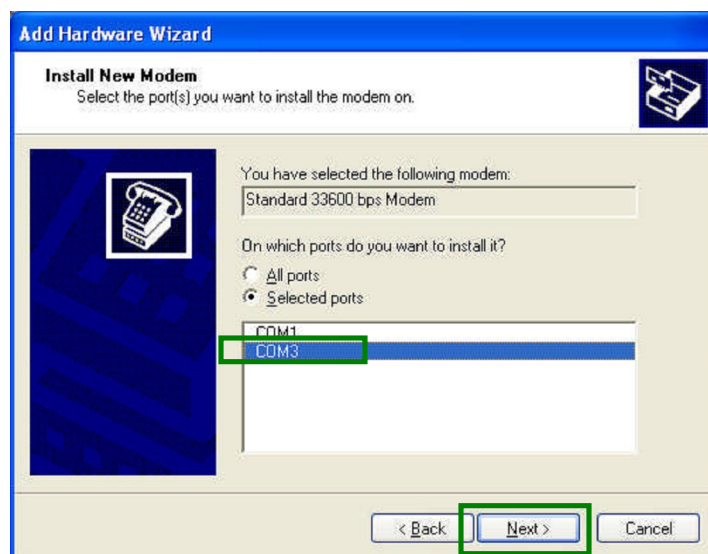 Add Hardware Wizard
Install New Modem
Select the port(s) you want to install the modem on.
You have selected the following modem:
Standard 33600 bps Modem
On which ports do you want to install it?
All ports
Selected ports
COM1
COM3
< Back
Next >
Cancel